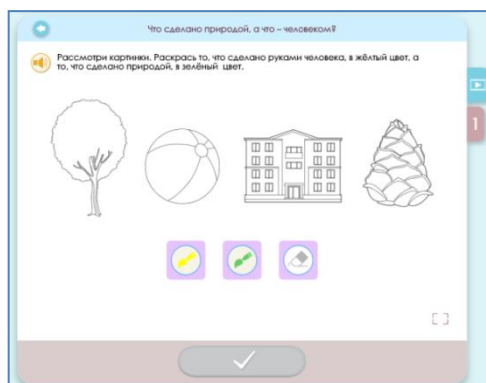 Что сделано природой, а что – человеком?
Рассмотри картинки. Раскрась то, что сделано руками человека, в жёлтый цвет, а
то, что сделано природой, в зелёный цвет.
1